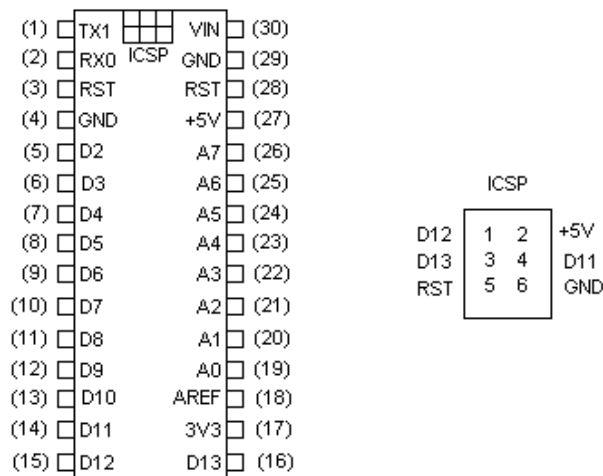 (1) TX1 VIN (30)
ICSP
(2) RX0 GND (29)
(3) RST RST (28)
(4) GND +5V (27)
(5) D2 A7 (26)
(6) D3 A6 (25)
(7) D4 A5 (24)
(8) D5 A4 (23)
(9) D6 A3 (22)
(10) D7 A2 (21)
(11) D8 A1 (20)
(12) D9 A0 (19)
(13) D10 AREF (18)
(14) D11 3V3 (17)
(15) D12 D13 (16)
ICSP
D12 1 2 +5V
D13 3 4 D11
RST 5 6 GND